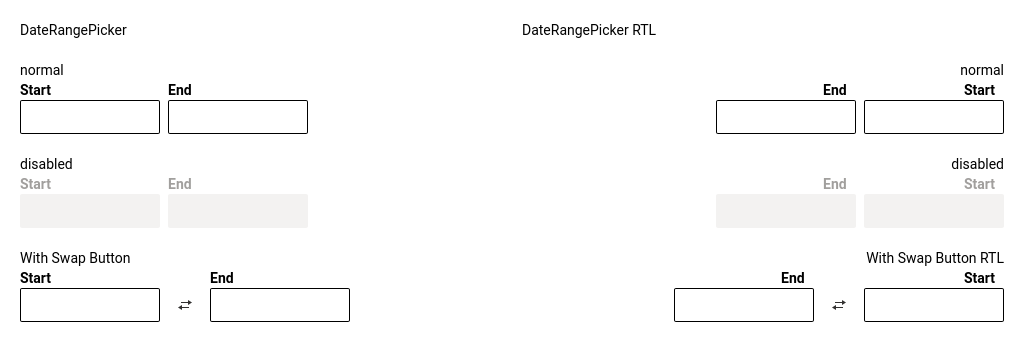 DateRangePicker
normal
Start End
disabled
Start End
With Swap Button
Start End
DateRangePicker RTL
normal
End Start
disabled
End Start
With Swap Button RTL
End Start